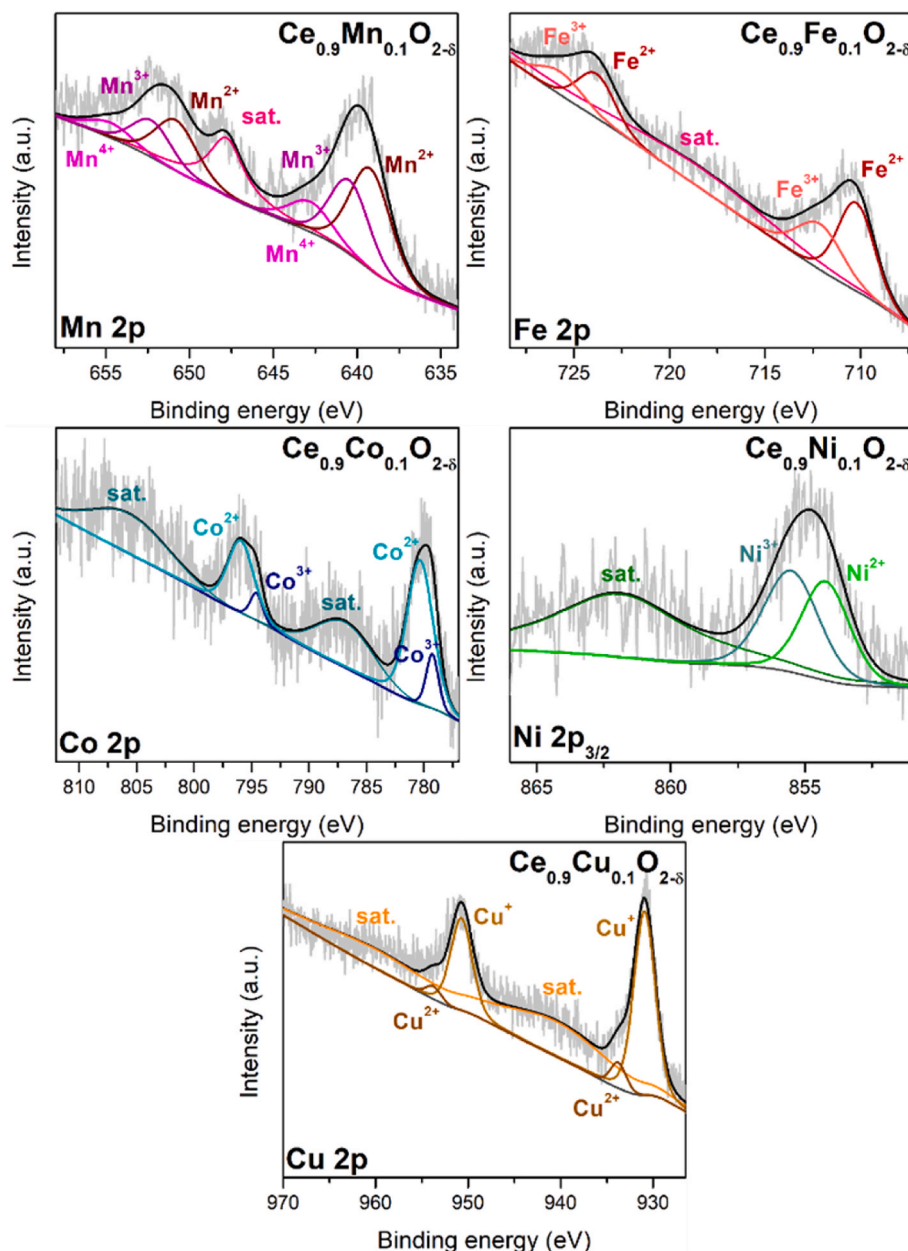 Ce0.9Mn0.1O2-δ
Mn3+
Mn2+
sat.
Mn4+
Mn3+
Mn2+
Mn4+
Mn 2p
Intensity (a.u.)
655 650 645 640 635
Binding energy (eV)
Ce0.9Fe0.1O2-δ
Fe3+
Fe2+
sat.
Fe3+
Fe2+
Fe 2p
Intensity (a.u.)
725 720 715 710
Binding energy (eV)
Ce0.9Co0.1O2-δ
sat.
Co2+
Co3+
sat.
Co2+
Co3+
Co 2p
Intensity (a.u.)
810 805 800 795 790 785 780
Binding energy (eV)
Ce0.9Ni0.1O2-δ
sat.
Ni3+
Ni2+
Ni 2p3/2
Intensity (a.u.)
865 860 855
Binding energy (eV)
Ce0.9Cu0.1O2-δ
sat.
Cu+
Cu2+
sat.
Cu+
Cu2+
Cu 2p
Intensity (a.u.)
970 960 950 940 930
Binding energy (eV)